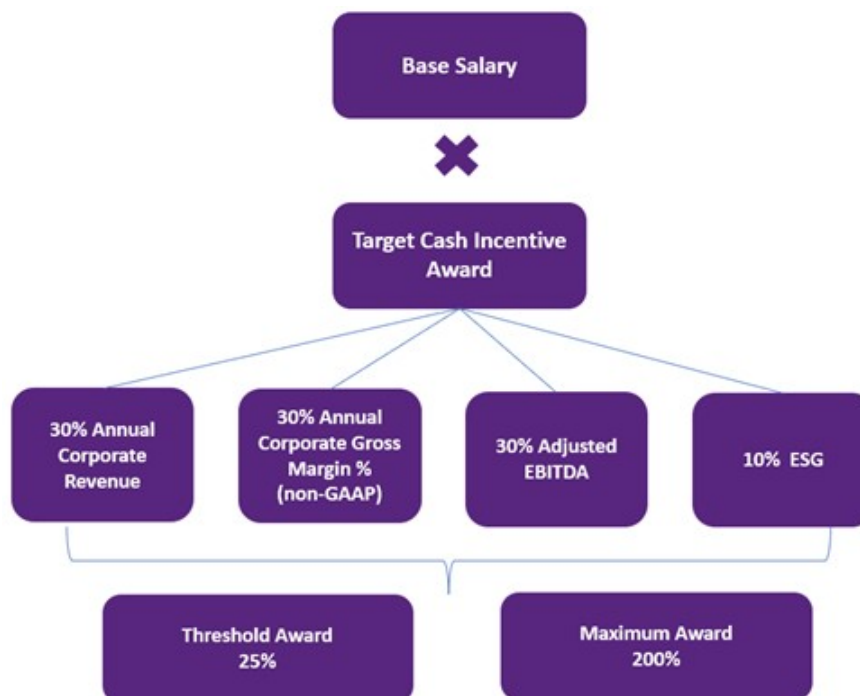 Base Salary
Target Cash Incentive
Award
30% Annual
Corporate
Revenue
30% Annual
Corporate Gross
Margin %
(non-GAAP)
30% Adjusted
EBITDA
10% ESG
Threshold Award
25%
Maximum Award
200%